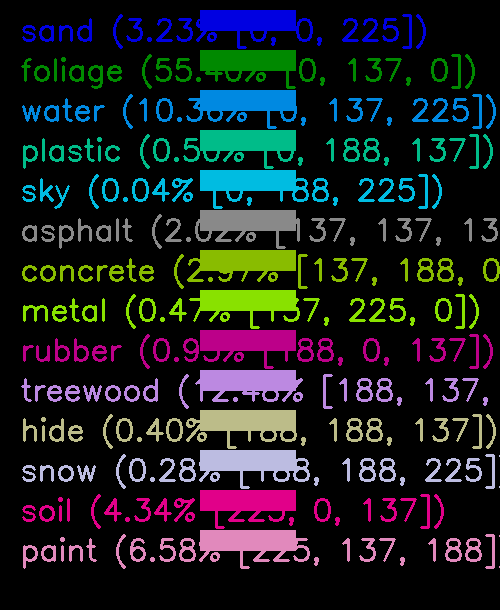 sand (3.23% [0, 0, 225])
foliage (55.40% [0, 137, 0])
water (10.36% [0, 137, 225])
plastic (0.50% [0, 188, 137])
sky (0.04% [0, 188, 225])
asphalt (2.02% [137, 137, 13
concrete (2.97% [137, 188, 0
metal (0.47% [137, 225, 0])
rubber (0.93% [188, 0, 137])
treewood (12.48% [188, 137,
hide (0.40% [188, 188, 137])
snow (0.28% [188, 188, 225]
soil (4.34% [225, 0, 137])
paint (6.58% [225, 137, 188]